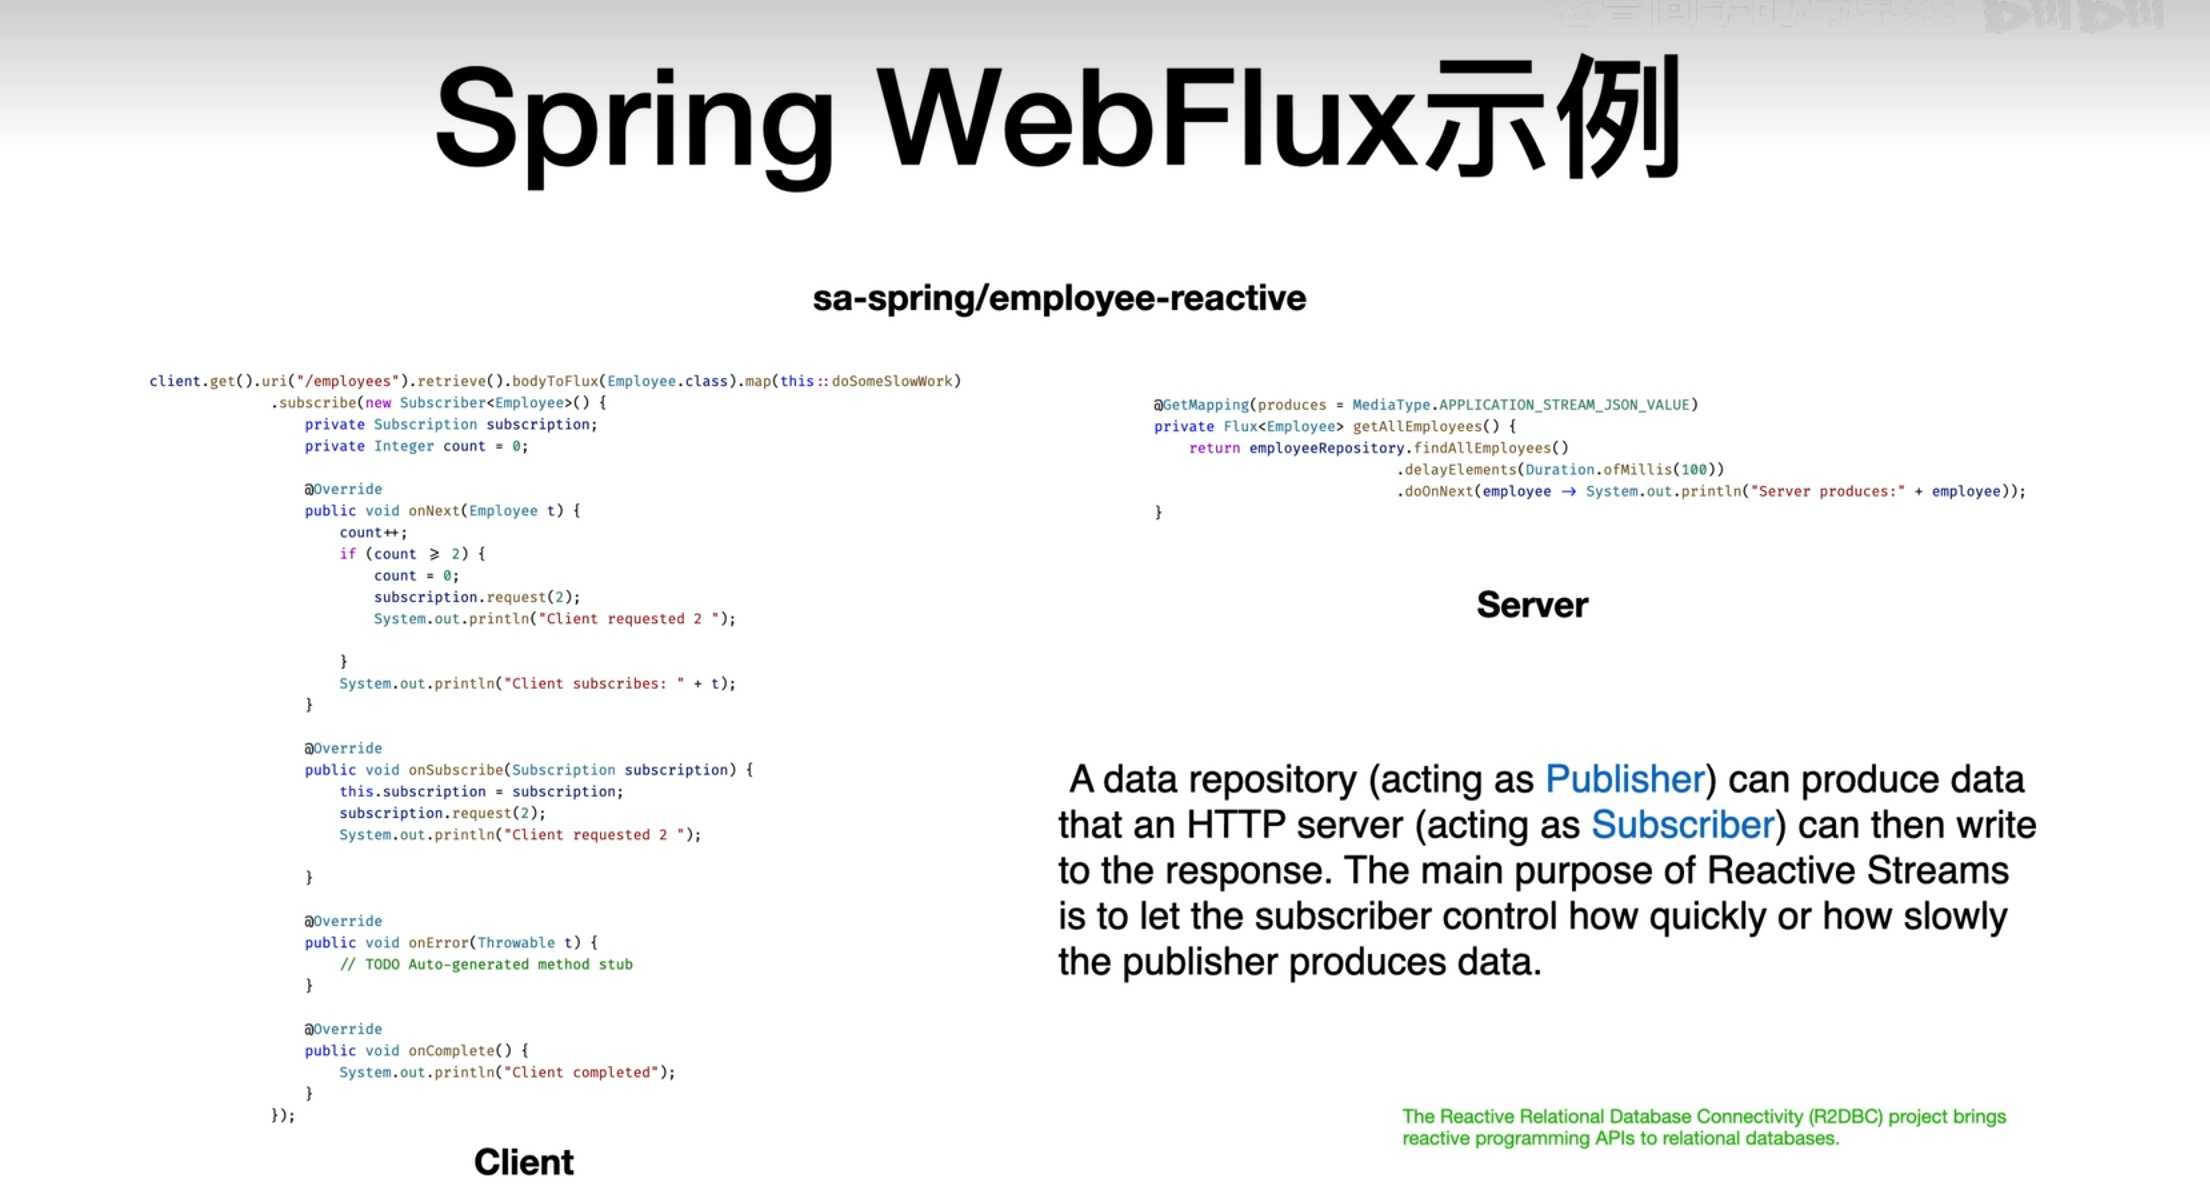 Spring WebFlux示例
sa-spring/employee-reactive
client.get().uri("/employees").retrieve().bodyToFlux(Employee.class).map(this::doSomeSlowWork)
.subscribe(new Subscriber<Employee>() {
private Subscription subscription;
private Integer count = 0;
@Override
public void onNext(Employee t) {
count++;
if (count ⩾ 2) {
count = 0;
subscription.request(2);
System.out.println("Client requested 2 ");
}
System.out.println("Client subscribes: " + t);
}
@Override
public void onSubscribe(Subscription subscription) {
this.subscription = subscription;
subscription.request(2);
System.out.println("Client requested 2 ");
}
@Override
public void onError(Throwable t) {
// TODO Auto-generated method stub
}
@Override
public void onComplete() {
System.out.println("Client completed");
}
});
Client
@GetMapping(produces = MediaType.APPLICATION_STREAM_JSON_VALUE)
private Flux<Employee> getAllEmployees() {
return employeeRepository.findAllEmployees()
.delayElements(Duration.ofMillis(100))
.doOnNext(employee → System.out.println("Server produces:" + employee));
}
Server
A data repository (acting as Publisher) can produce data
that an HTTP server (acting as Subscriber) can then write
to the response. The main purpose of Reactive Streams
is to let the subscriber control how quickly or how slowly
the publisher produces data.
The Reactive Relational Database Connectivity (R2DBC) project brings
reactive programming APIs to relational databases.